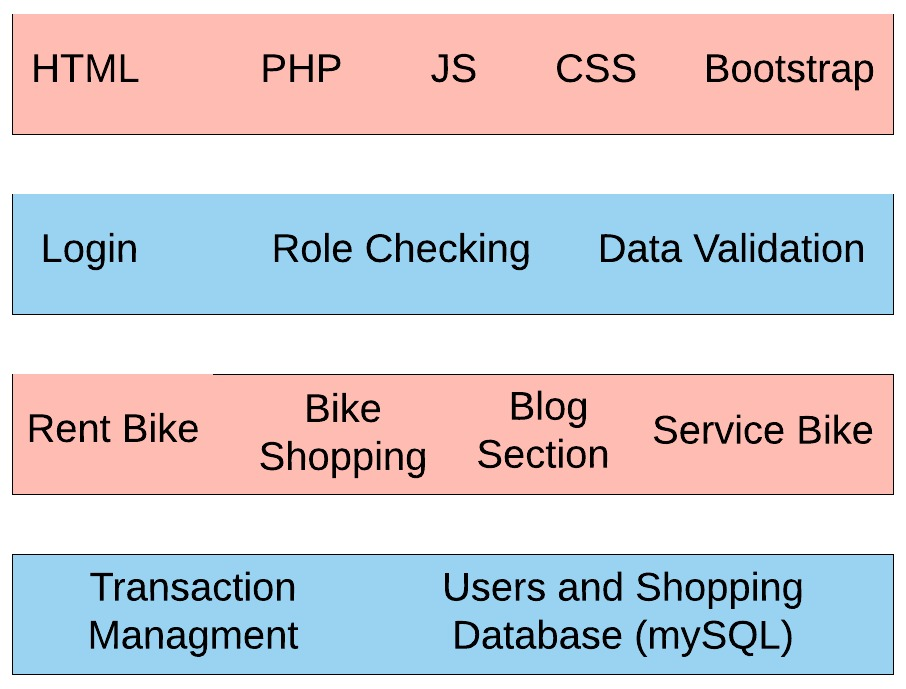 HTML PHP JS CSS Bootstrap
Login Role Checking Data Validation
Rent Bike
Bike
Shopping
Blog
Section
Service Bike
Transaction
Managment
Users and Shopping
Database (mySQL)